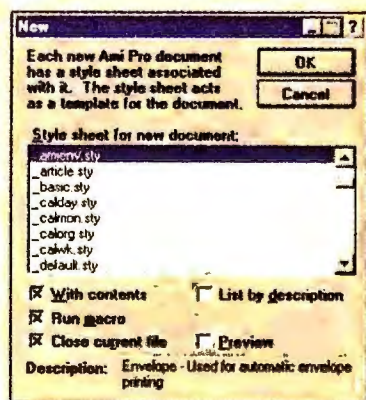 New
?
Each new Ami Pro document
has a style sheet associated
with it. The style sheet acts
as a template for the document.
OK
Cancel
Style sheet for new document:
_amienv.sty
_article.sty
_basic.sty
_calday.sty
_calmon.sty
_calorg.sty
_calwk.sty
_default.sty
With contents
List by description
Run macro
Close current file
Preview
Description: Envelope - Used for automatic envelope
printing